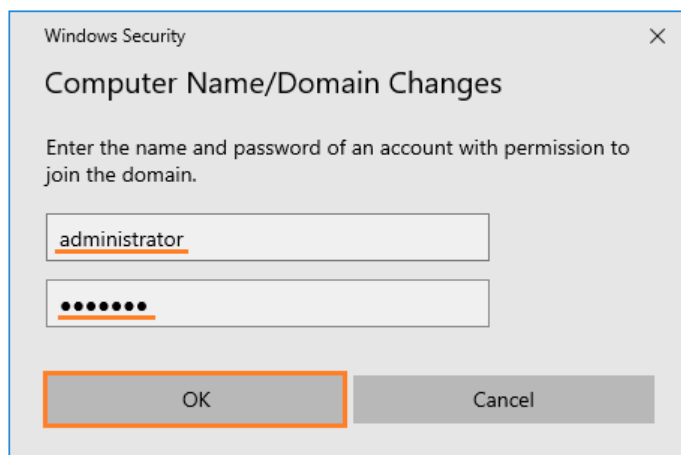 Windows Security
Computer Name/Domain Changes
Enter the name and password of an account with permission to
join the domain.
administrator
•••••••
OK
Cancel